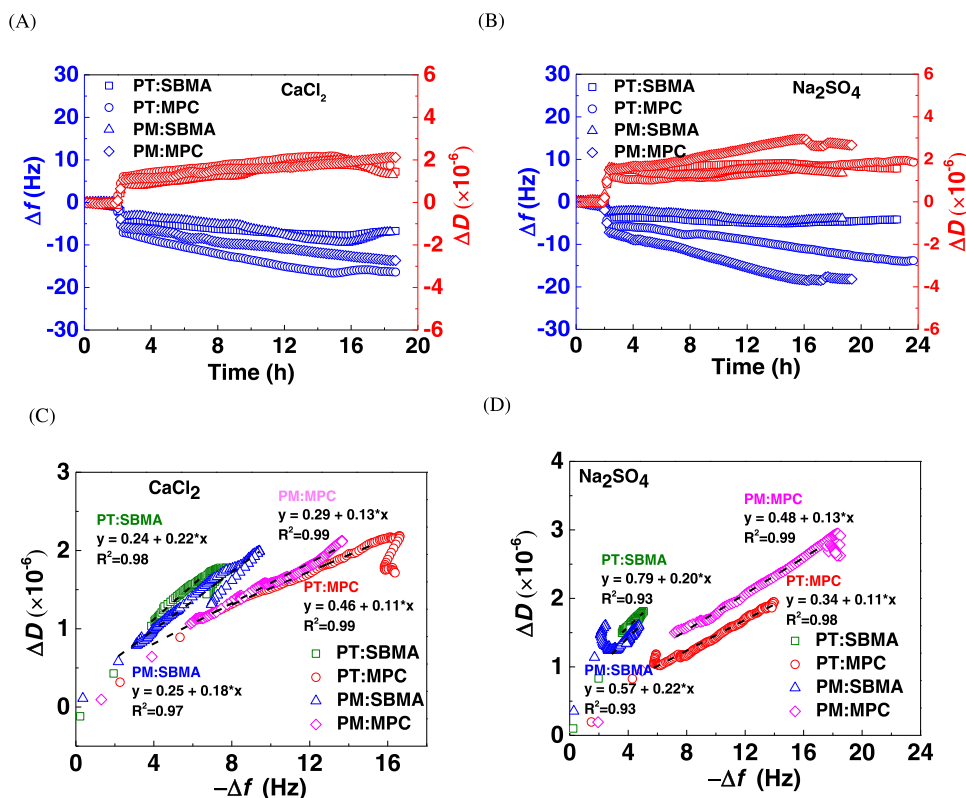 (A)
(B)
30
20
10
0
-10
-20
-30
Δf (Hz)
PT:SBMA
PT:MPC
PM:SBMA
PM:MPC
CaCl2
6
4
2
0
-2
-4
-6
ΔD (×10-6)
0 4 8 12 16 20
Time (h)
30
20
10
0
-10
-20
-30
Δf (Hz)
PT:SBMA
PT:MPC
PM:SBMA
PM:MPC
Na2SO4
6
4
2
0
-2
-4
-6
ΔD (×10-6)
0 4 8 12 16 20 24
Time (h)
(C)
(D)
3
2
1
0
ΔD (×10-6)
CaCl2
PT:SBMA
y = 0.24 + 0.22*x
R2=0.98
PM:MPC
y = 0.29 + 0.13*x
R2=0.99
PT:MPC
y = 0.46 + 0.11*x
R2=0.99
PM:SBMA
y = 0.25 + 0.18*x
R2=0.97
PT:SBMA
PT:MPC
PM:SBMA
PM:MPC
0 4 8 12 16
−Δf (Hz)
4
3
2
1
0
ΔD (×10-6)
Na2SO4
PM:MPC
y = 0.48 + 0.13*x
R2=0.99
PT:SBMA
y = 0.79 + 0.20*x
R2=0.93
PT:MPC
y = 0.34 + 0.11*x
R2=0.98
PM:SBMA
y = 0.57 + 0.22*x
R2=0.93
PT:SBMA
PT:MPC
PM:SBMA
PM:MPC
0 4 8 12 16 20 24
−Δf (Hz)